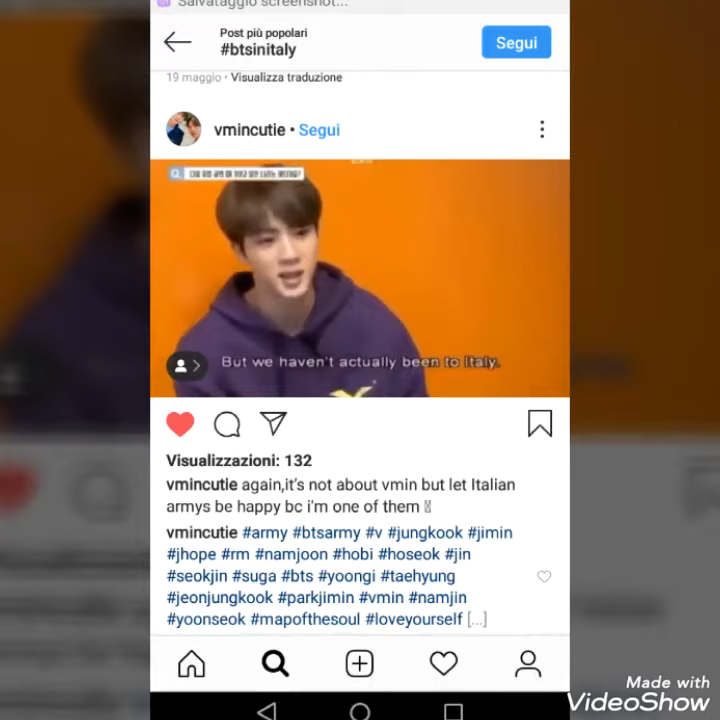 Salvataggio screenshot...
Post più popolari
#btsinitaly
Segui
19 maggio • Visualizza traduzione
vmincutie • Segui
Q.
But we haven't actually been to Italy.
Visualizzazioni: 132
vmincutie again,it's not about vmin but let Italian
armys be happy bc i'm one of them
vmincutie #army #btsarmy #v #jungkook #jimin
#jhope #rm #namjoon #hobi #hoseok #jin
#seokjin #suga #bts #yoongi #taehyung
#jeonjungkook #parkjimin #vmin #namjin
#yoonseok #mapofthesoul #loveyourself [...]
Made with
VideoShow